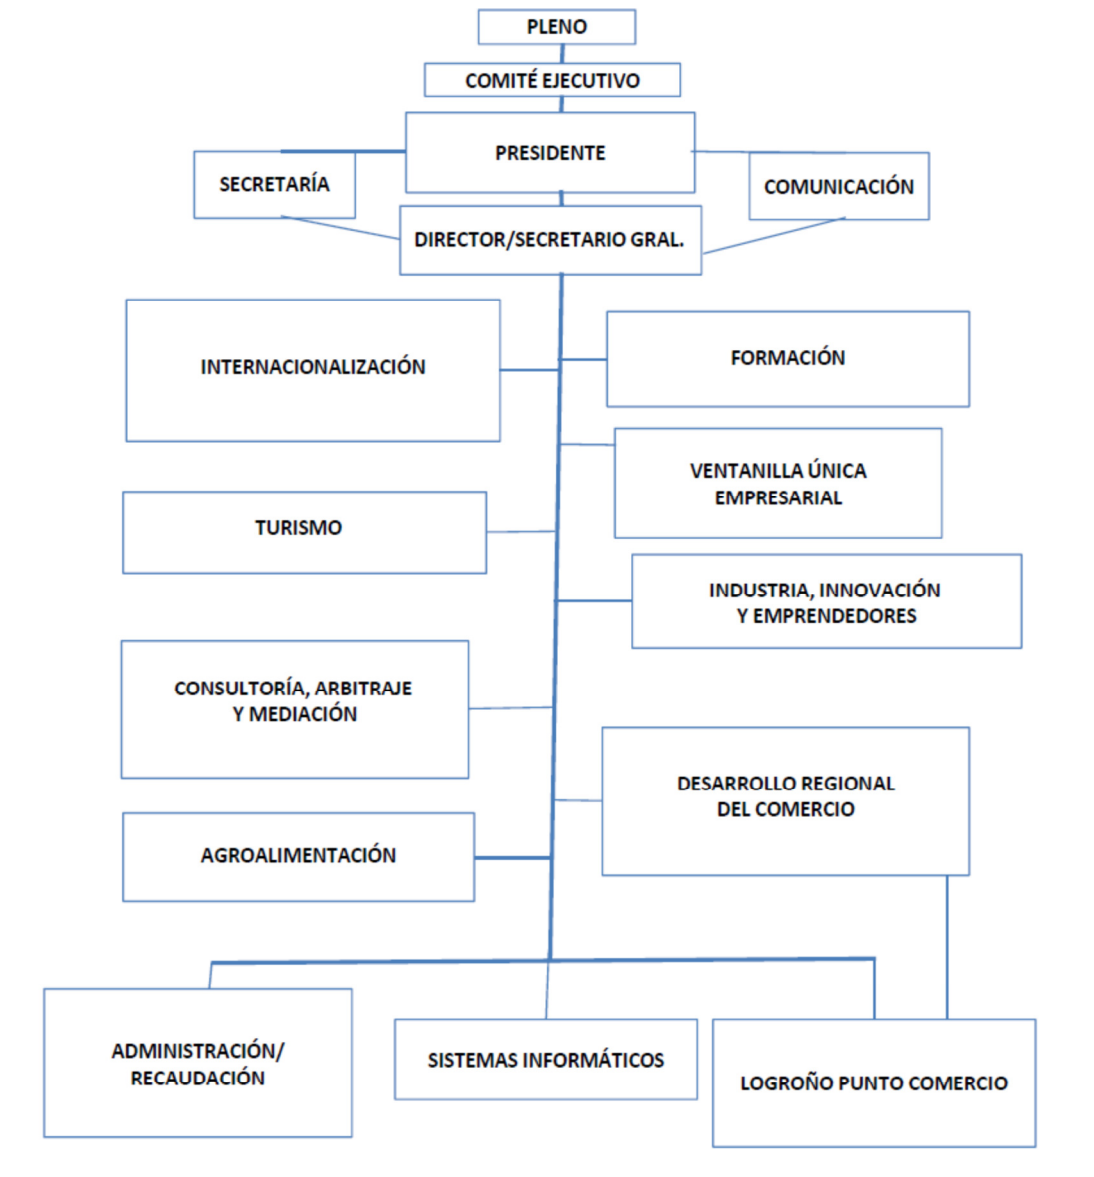 PLENO
COMITÉ EJECUTIVO
PRESIDENTE
SECRETARÍA
COMUNICACIÓN
DIRECTOR/SECRETARIO GRAL.
INTERNACIONALIZACIÓN
FORMACIÓN
VENTANILLA ÚNICA
EMPRESARIAL
TURISMO
INDUSTRIA, INNOVACIÓN
Y EMPRENDEDORES
CONSULTORÍA, ARBITRAJE
Y MEDIACIÓN
DESARROLLO REGIONAL
DEL COMERCIO
AGROALIMENTACIÓN
ADMINISTRACIÓN/
RECAUDACIÓN
SISTEMAS INFORMÁTICOS
LOGROÑO PUNTO COMERCIO